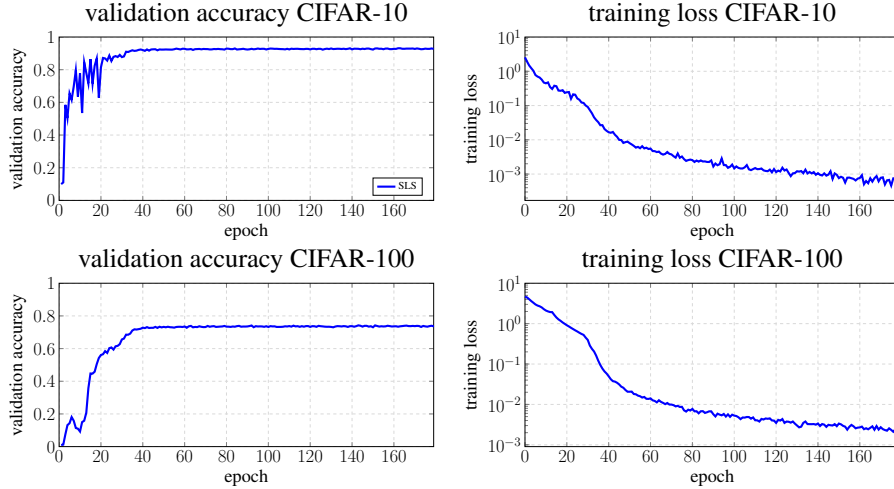 validation accuracy CIFAR-10
training loss CIFAR-10
validation accuracy
1
0.8
0.6
0.4
0.2
0
0 20 40 60 80 100 120 140 160
epoch
SLS
training loss
10^1
10^0
10^-1
10^-2
10^-3
0 20 40 60 80 100 120 140 160
epoch
validation accuracy CIFAR-100
training loss CIFAR-100
validation accuracy
1
0.8
0.6
0.4
0.2
0
0 20 40 60 80 100 120 140 160
epoch
training loss
10^1
10^0
10^-1
10^-2
10^-3
0 20 40 60 80 100 120 140 160
epoch